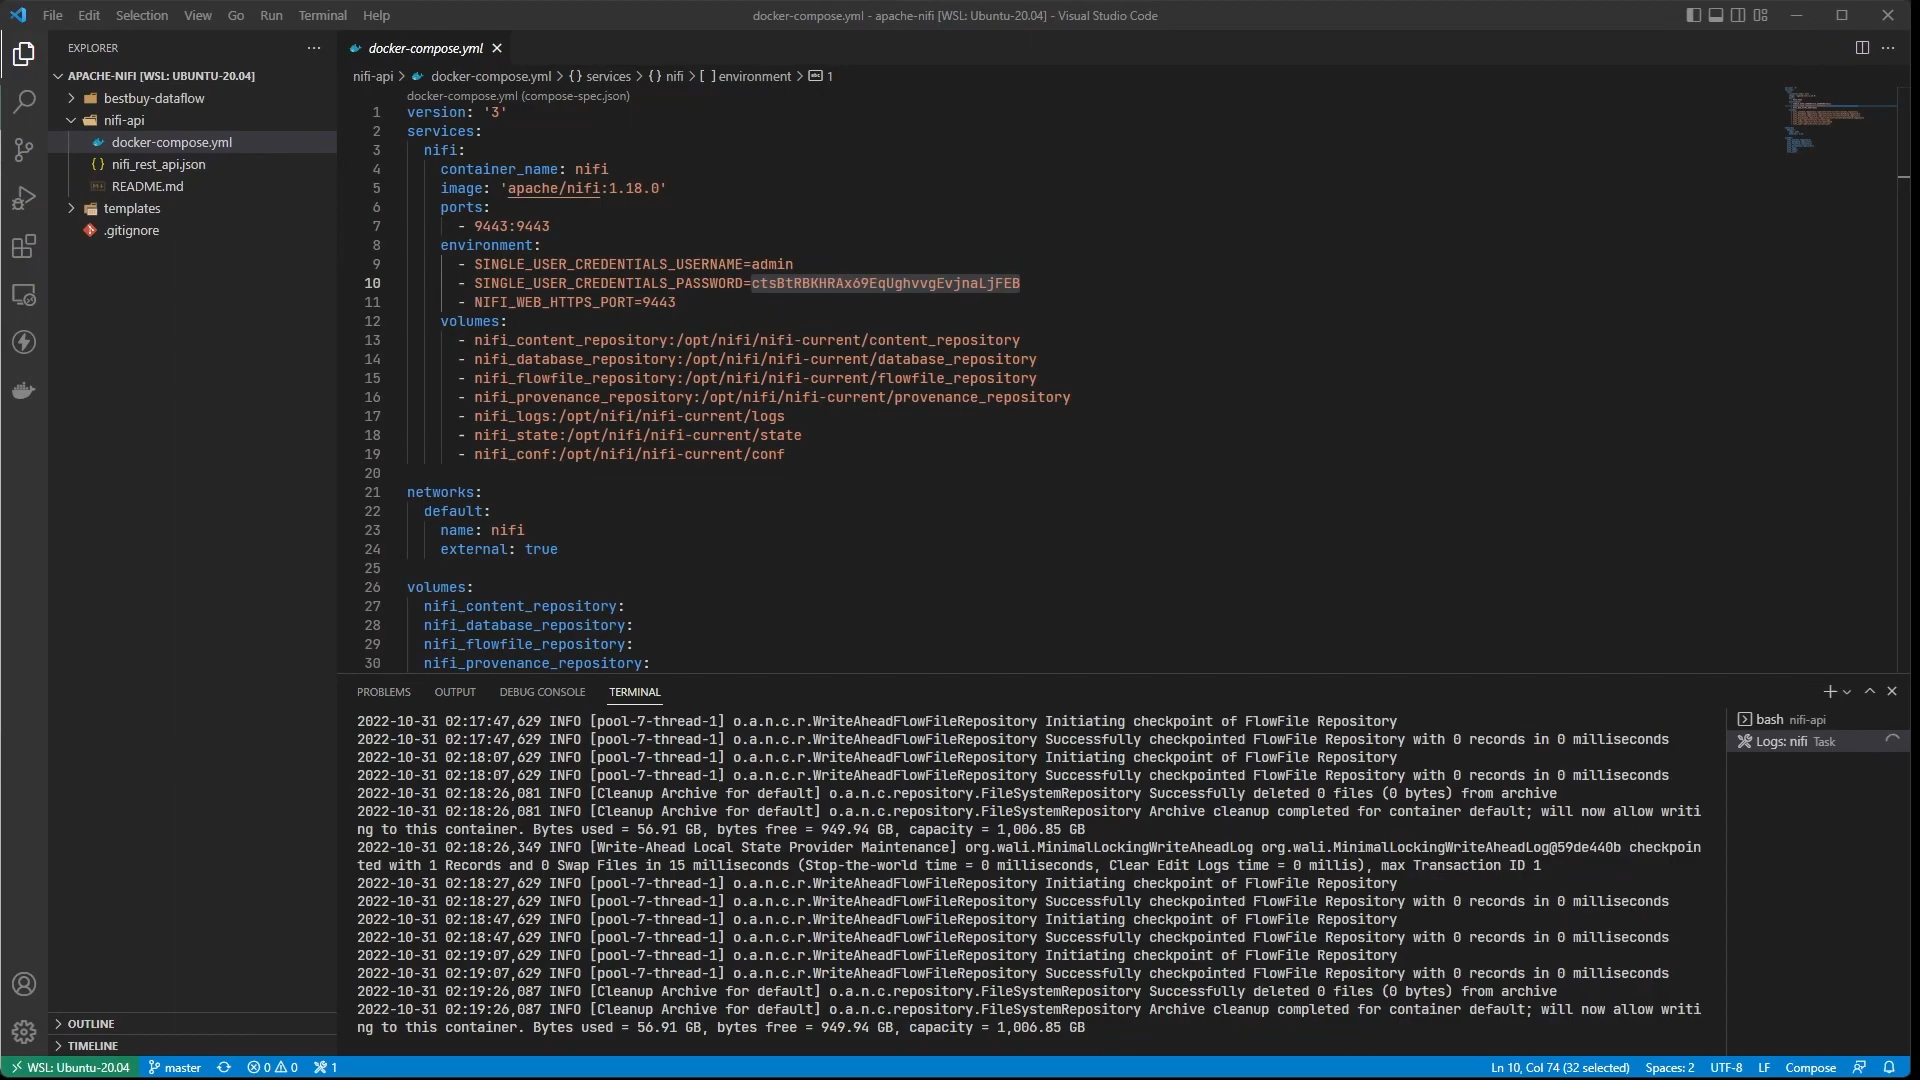 File Edit Selection View Go Run Terminal Help
docker-compose.yml - apache-nifi [WSL: Ubuntu-20.04] - Visual Studio Code
EXPLORER
APACHE-NIFI [WSL: UBUNTU-20.04]
bestbuy-dataflow
nifi-api
docker-compose.yml
nifi_rest_api.json
README.md
templates
.gitignore
OUTLINE
TIMELINE
docker-compose.yml
nifi-api > docker-compose.yml > {} services > {} nifi > [ ] environment > 1
docker-compose.yml (compose-spec.json)
1 version: '3'
2 services:
3 nifi:
4 container_name: nifi
5 image: 'apache/nifi:1.18.0'
6 ports:
7 - 9443:9443
8 environment:
9 - SINGLE_USER_CREDENTIALS_USERNAME=admin
10 - SINGLE_USER_CREDENTIALS_PASSWORD=ctsBtRBKHRAx69EqUghvvgEvjnaLjFEB
11 - NIFI_WEB_HTTPS_PORT=9443
12 volumes:
13 - nifi_content_repository:/opt/nifi/nifi-current/content_repository
14 - nifi_database_repository:/opt/nifi/nifi-current/database_repository
15 - nifi_flowfile_repository:/opt/nifi/nifi-current/flowfile_repository
16 - nifi_provenance_repository:/opt/nifi/nifi-current/provenance_repository
17 - nifi_logs:/opt/nifi/nifi-current/logs
18 - nifi_state:/opt/nifi/nifi-current/state
19 - nifi_conf:/opt/nifi/nifi-current/conf
20
21 networks:
22 default:
23 name: nifi
24 external: true
25
26 volumes:
27 nifi_content_repository:
28 nifi_database_repository:
29 nifi_flowfile_repository:
30 nifi_provenance_repository:
PROBLEMS OUTPUT DEBUG CONSOLE TERMINAL
2022-10-31 02:17:47,629 INFO [pool-7-thread-1] o.a.n.c.r.WriteAheadFlowFileRepository Initiating checkpoint of FlowFile Repository
2022-10-31 02:17:47,629 INFO [pool-7-thread-1] o.a.n.c.r.WriteAheadFlowFileRepository Successfully checkpointed FlowFile Repository with 0 records in 0 milliseconds
2022-10-31 02:18:07,629 INFO [pool-7-thread-1] o.a.n.c.r.WriteAheadFlowFileRepository Initiating checkpoint of FlowFile Repository
2022-10-31 02:18:07,629 INFO [pool-7-thread-1] o.a.n.c.r.WriteAheadFlowFileRepository Successfully checkpointed FlowFile Repository with 0 records in 0 milliseconds
2022-10-31 02:18:26,081 INFO [Cleanup Archive for default] o.a.n.c.repository.FileSystemRepository Successfully deleted 0 files (0 bytes) from archive
2022-10-31 02:18:26,081 INFO [Cleanup Archive for default] o.a.n.c.repository.FileSystemRepository Archive cleanup completed for container default; will now allow writi
ng to this container. Bytes used = 56.91 GB, bytes free = 949.94 GB, capacity = 1,006.85 GB
2022-10-31 02:18:26,349 INFO [Write-Ahead Local State Provider Maintenance] org.wali.MinimalLockingWriteAheadLog org.wali.MinimalLockingWriteAheadLog@59de440b checkpoin
ted with 1 Records and 0 Swap Files in 15 milliseconds (Stop-the-world time = 0 milliseconds, Clear Edit Logs time = 0 millis), max Transaction ID 1
2022-10-31 02:18:27,629 INFO [pool-7-thread-1] o.a.n.c.r.WriteAheadFlowFileRepository Initiating checkpoint of FlowFile Repository
2022-10-31 02:18:27,629 INFO [pool-7-thread-1] o.a.n.c.r.WriteAheadFlowFileRepository Successfully checkpointed FlowFile Repository with 0 records in 0 milliseconds
2022-10-31 02:18:47,629 INFO [pool-7-thread-1] o.a.n.c.r.WriteAheadFlowFileRepository Initiating checkpoint of FlowFile Repository
2022-10-31 02:18:47,629 INFO [pool-7-thread-1] o.a.n.c.r.WriteAheadFlowFileRepository Successfully checkpointed FlowFile Repository with 0 records in 0 milliseconds
2022-10-31 02:19:07,629 INFO [pool-7-thread-1] o.a.n.c.r.WriteAheadFlowFileRepository Initiating checkpoint of FlowFile Repository
2022-10-31 02:19:07,629 INFO [pool-7-thread-1] o.a.n.c.r.WriteAheadFlowFileRepository Successfully checkpointed FlowFile Repository with 0 records in 0 milliseconds
2022-10-31 02:19:26,087 INFO [Cleanup Archive for default] o.a.n.c.repository.FileSystemRepository Successfully deleted 0 files (0 bytes) from archive
2022-10-31 02:19:26,087 INFO [Cleanup Archive for default] o.a.n.c.repository.FileSystemRepository Archive cleanup completed for container default; will now allow writi
ng to this container. Bytes used = 56.91 GB, bytes free = 949.94 GB, capacity = 1,006.85 GB
bash nifi-api
Logs: nifi Task
WSL: Ubuntu-20.04 master 0 0 1 Ln 10, Col 74 (32 selected) Spaces: 2 UTF-8 LF Compose